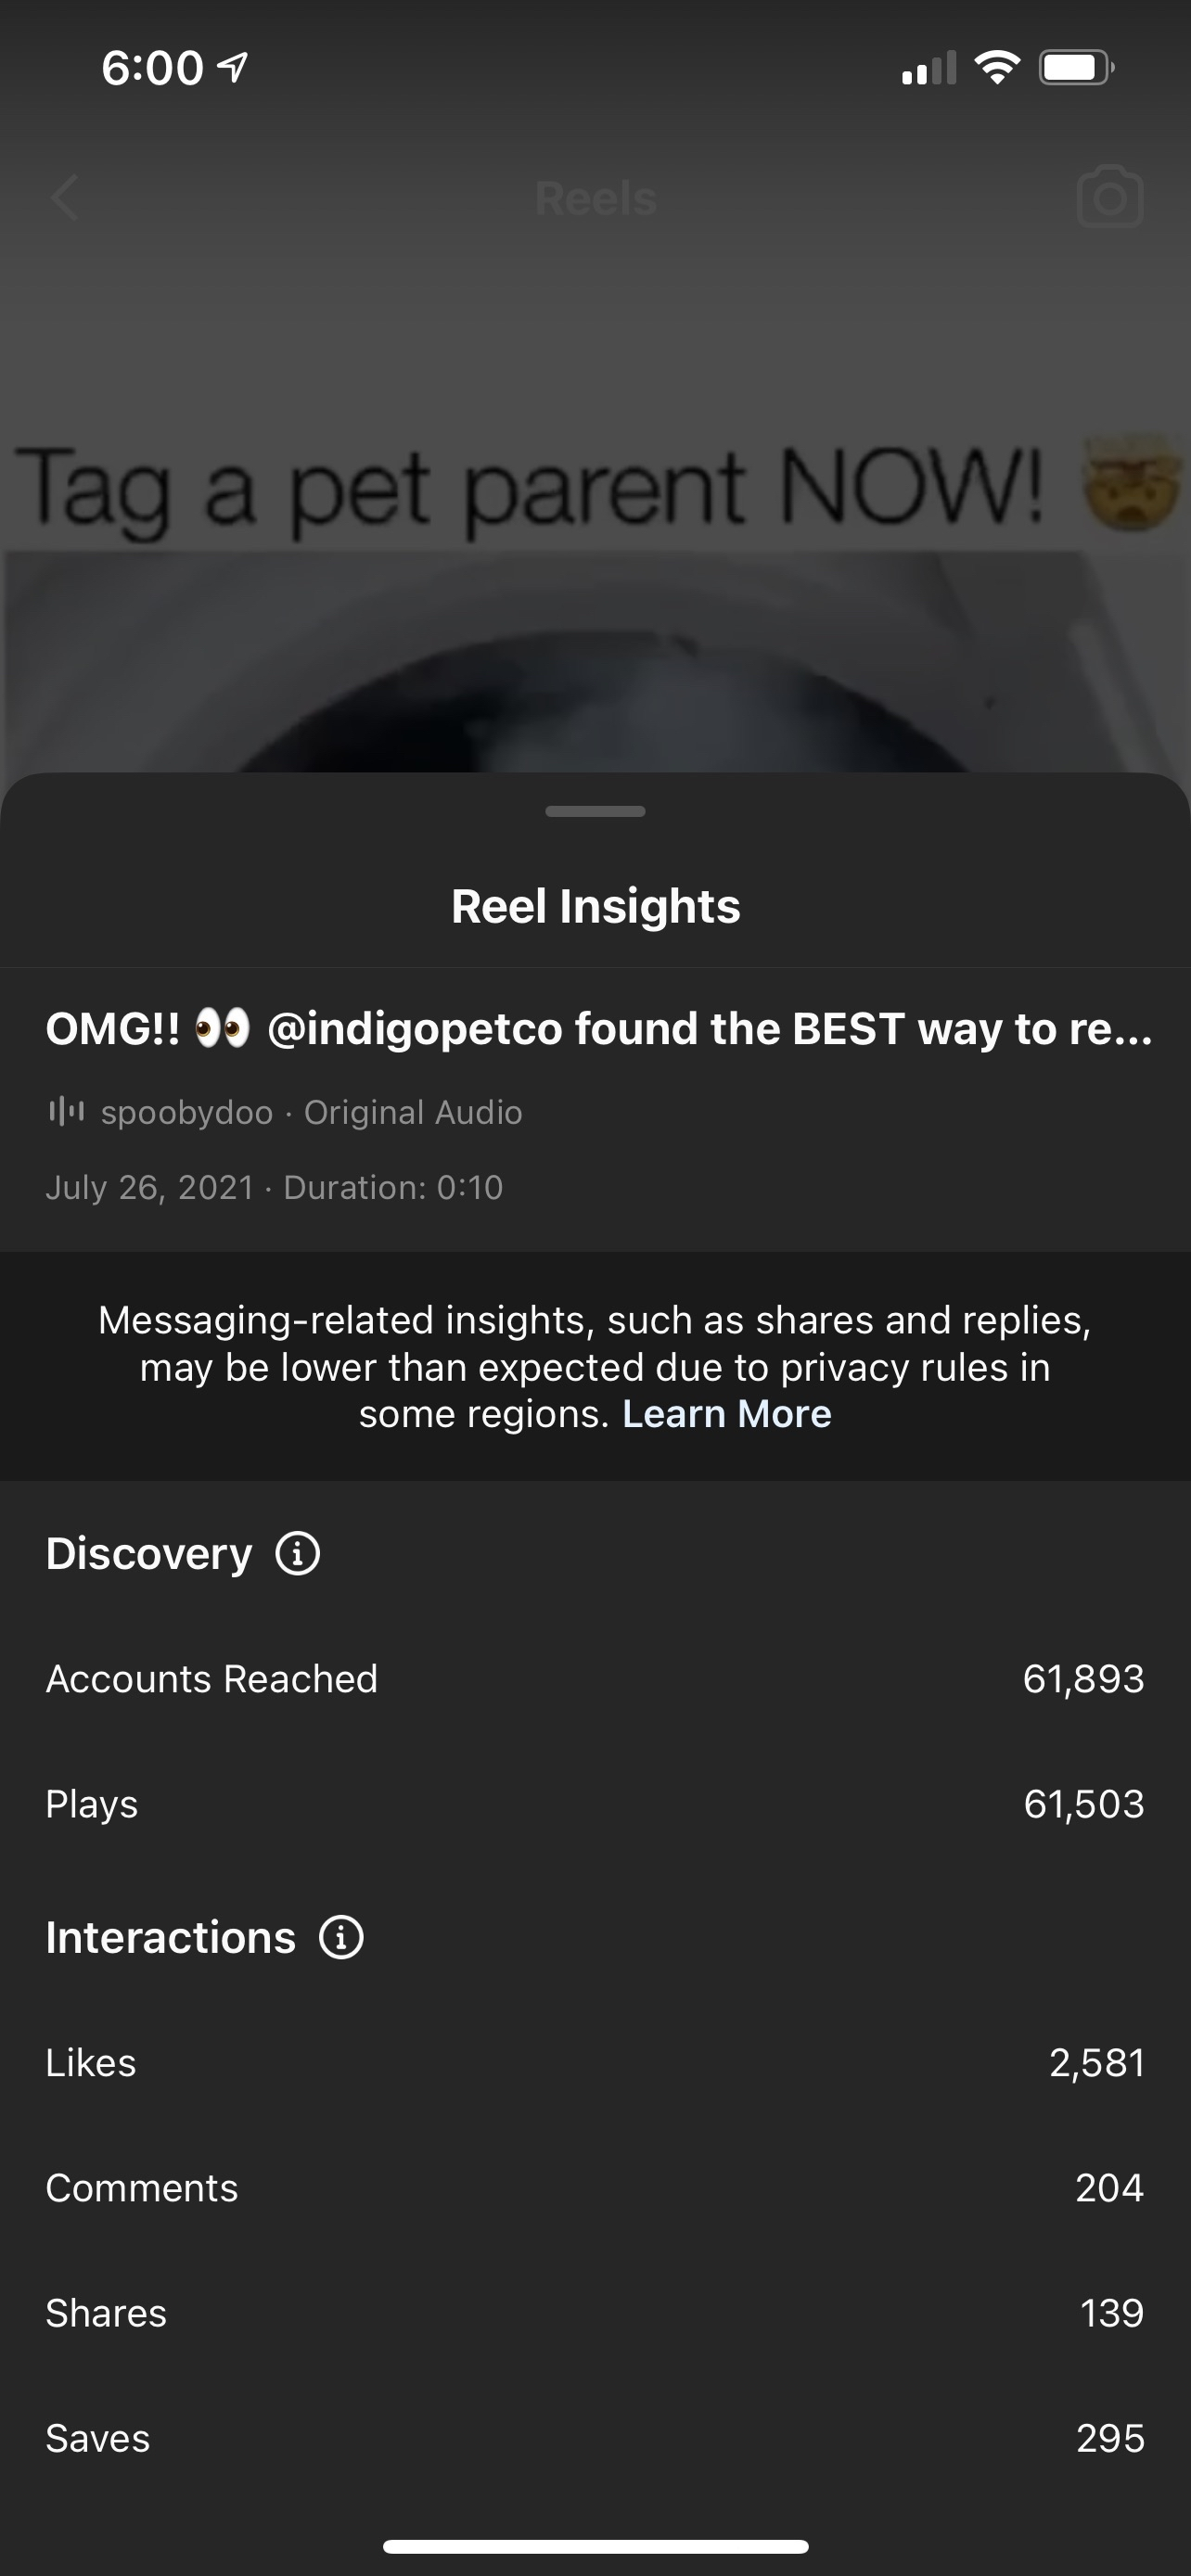 6:00
Reels
Tag a pet parent NOW! 🤯
Reel Insights
OMG!! 👀 @indigopetco found the BEST way to re...
spoobydoo · Original Audio
July 26, 2021 · Duration: 0:10
Messaging-related insights, such as shares and replies,
may be lower than expected due to privacy rules in
some regions. Learn More
Discovery
Accounts Reached 61,893
Plays 61,503
Interactions
Likes 2,581
Comments 204
Shares 139
Saves 295